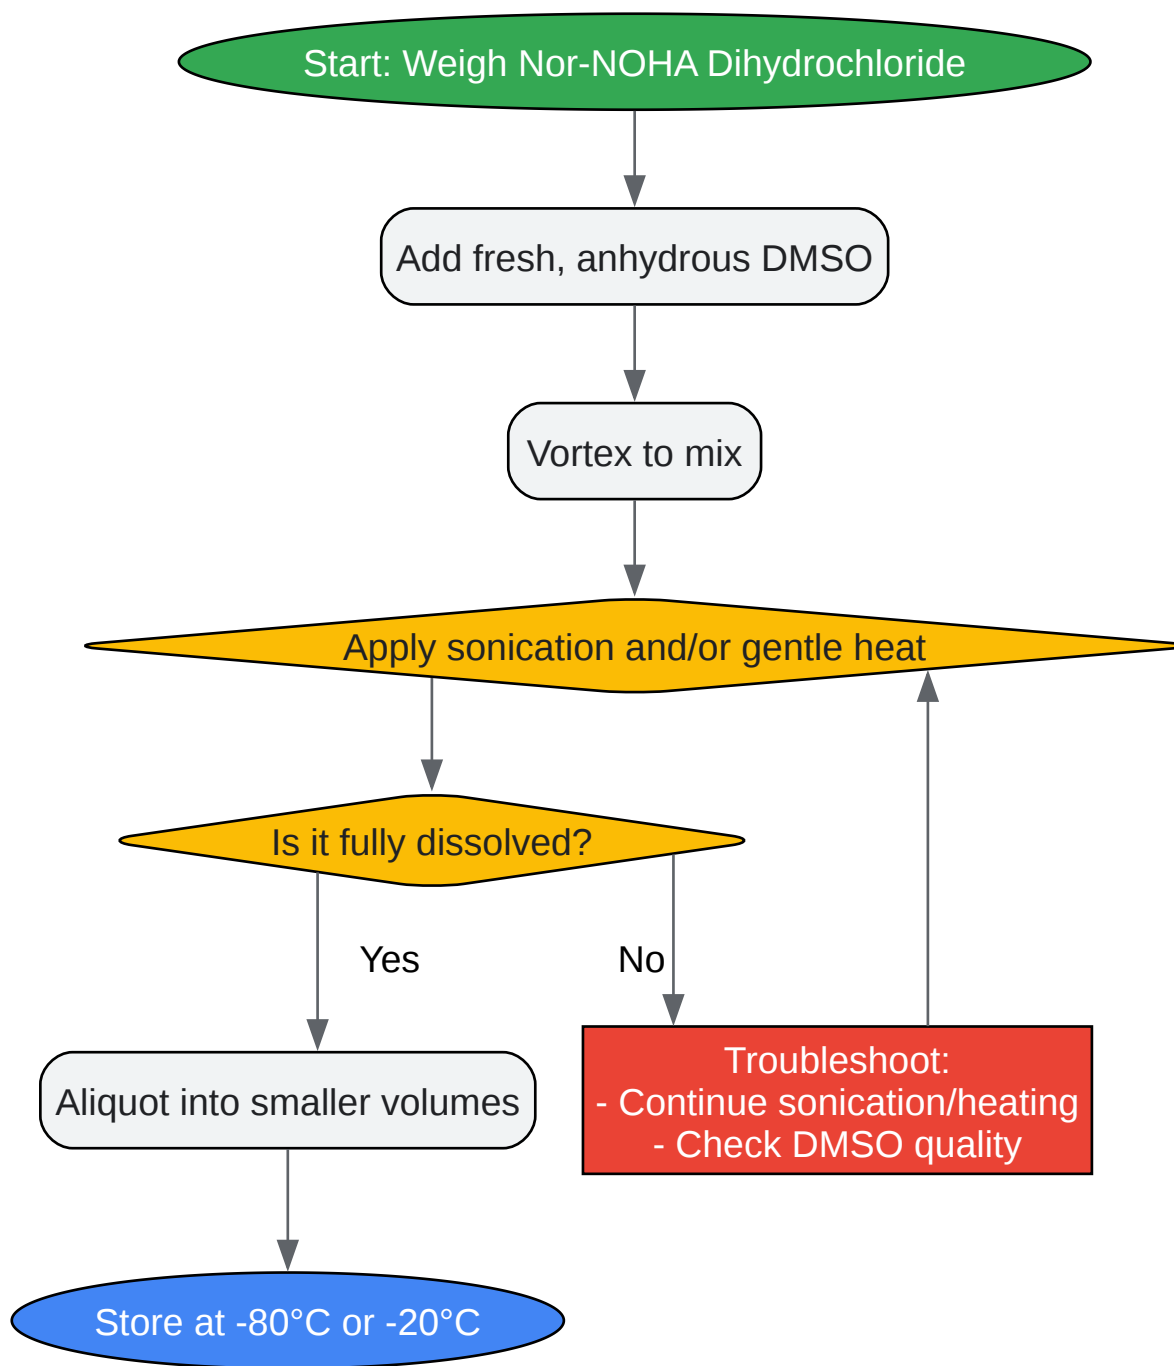 Start: Weigh Nor-NOHA Dihydrochloride
Add fresh, anhydrous DMSO
Vortex to mix
Apply sonication and/or gentle heat
Is it fully dissolved?
Yes
No
Troubleshoot:
- Continue sonication/heating
- Check DMSO quality
Aliquot into smaller volumes
Store at -80°C or -20°C